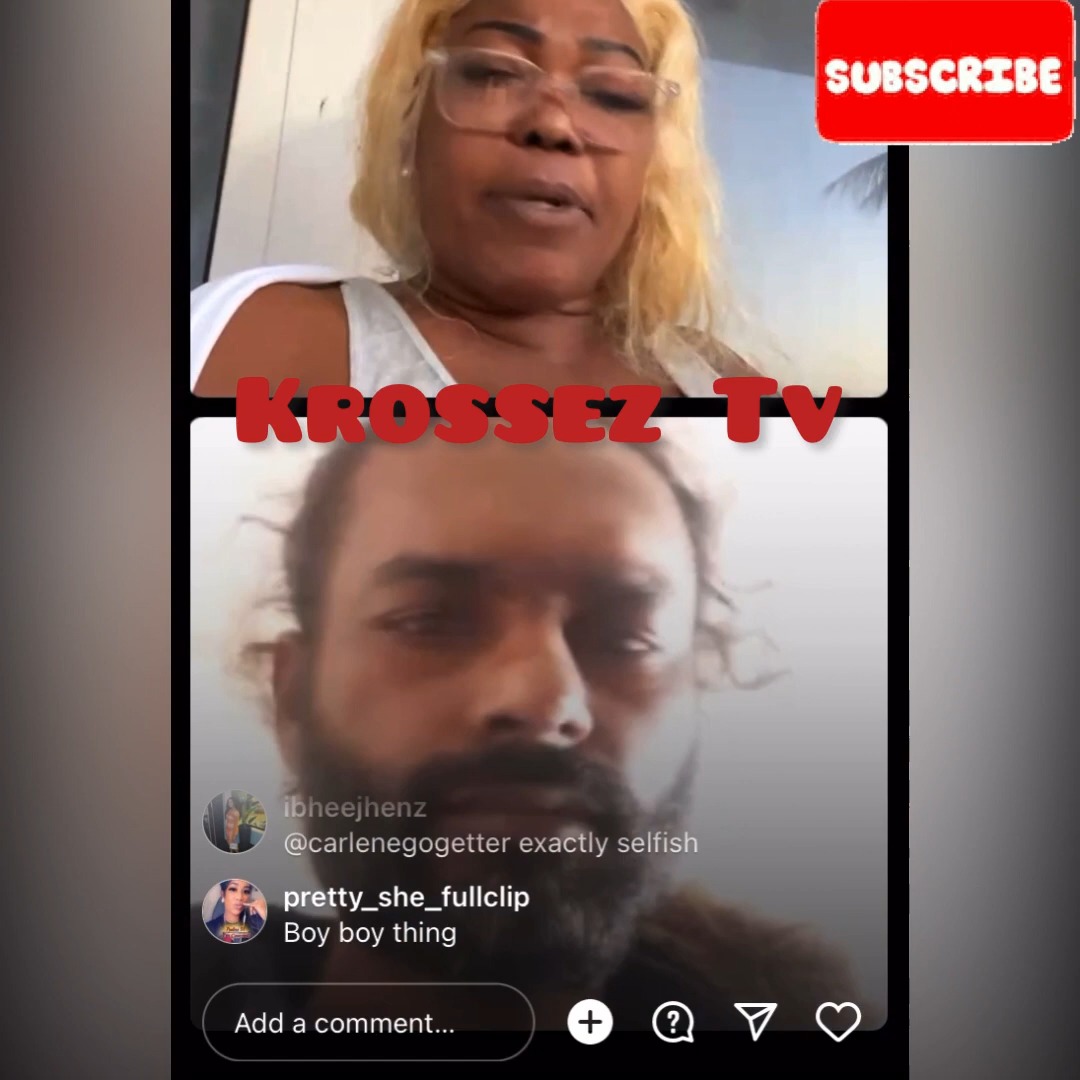 SUBSCRIBE
KROSSEZ TV
ibheejhenz
@carlenegogetter exactly selfish
pretty_she_fullclip
Boy boy thing
Add a comment...